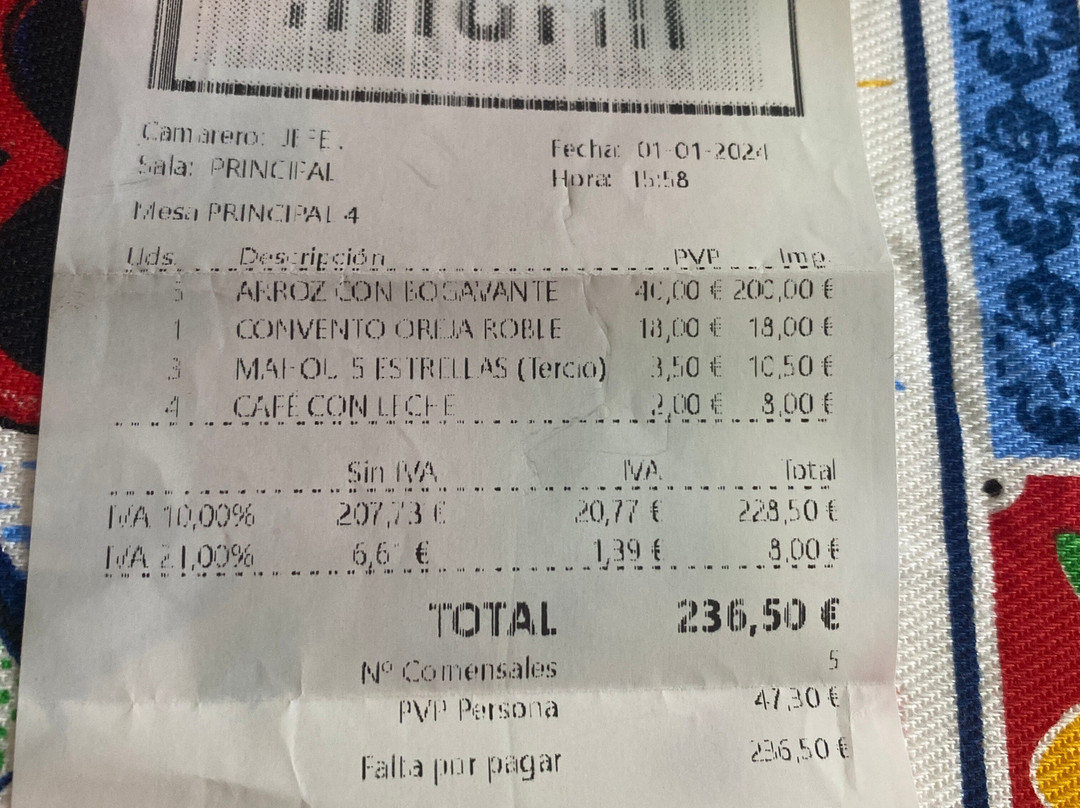 Camarero: JEFE.
Fecha: 01-01-2024
Sala: PRINCIPAL
Hora: 15:58
Mesa PRINCIPAL 4
Uds. Descripción PVP Imp.
5 ARROZ CON BOGAVANTE 40,00 € 200,00 €
1 CONVENTO OREJA ROBLE 18,00 € 18,00 €
3 MAHOU 5 ESTRELLAS (Tercio) 3,50 € 10,50 €
4 CAFÉ CON LECHE 2,00 € 8,00 €
Sin IVA IVA Total
IVA 10,00% 207,73 € 20,77 € 228,50 €
IVA 21,00% 6,61 € 1,39 € 8,00 €
TOTAL 236,50 €
Nº Comensales 5
PVP Persona 47,30 €
Falta por pagar 236,50 €